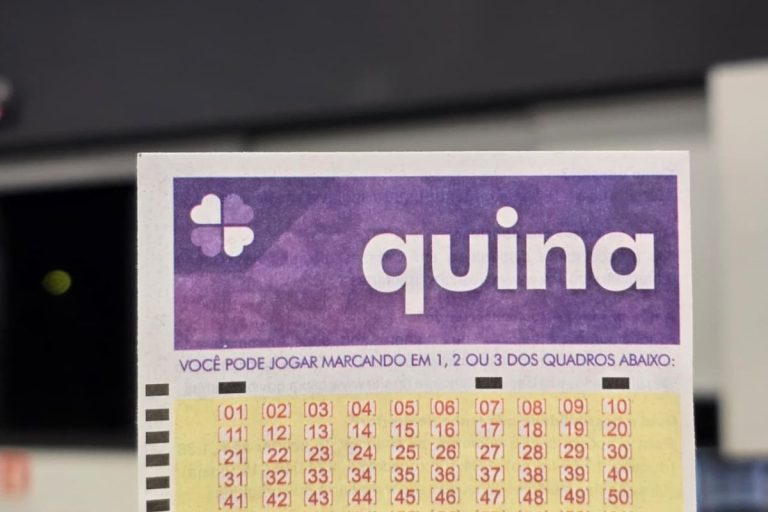 quina
VOCÊ PODE JOGAR MARCANDO EM 1, 2 OU 3 DOS QUADROS ABAIXO:
[01] [02] [03] [04] [05] [06] [07] [08] [09] [10]
[11] [12] [13] [14] [15] [16] [17] [18] [19] [20]
[21] [22] [23] [24] [25] [26] [27] [28] [29] [30]
[31] [32] [33] [34] [35] [36] [37] [38] [39] [40]
[41] [42] [43] [44] [45] [46] [47] [48] [49] [50]